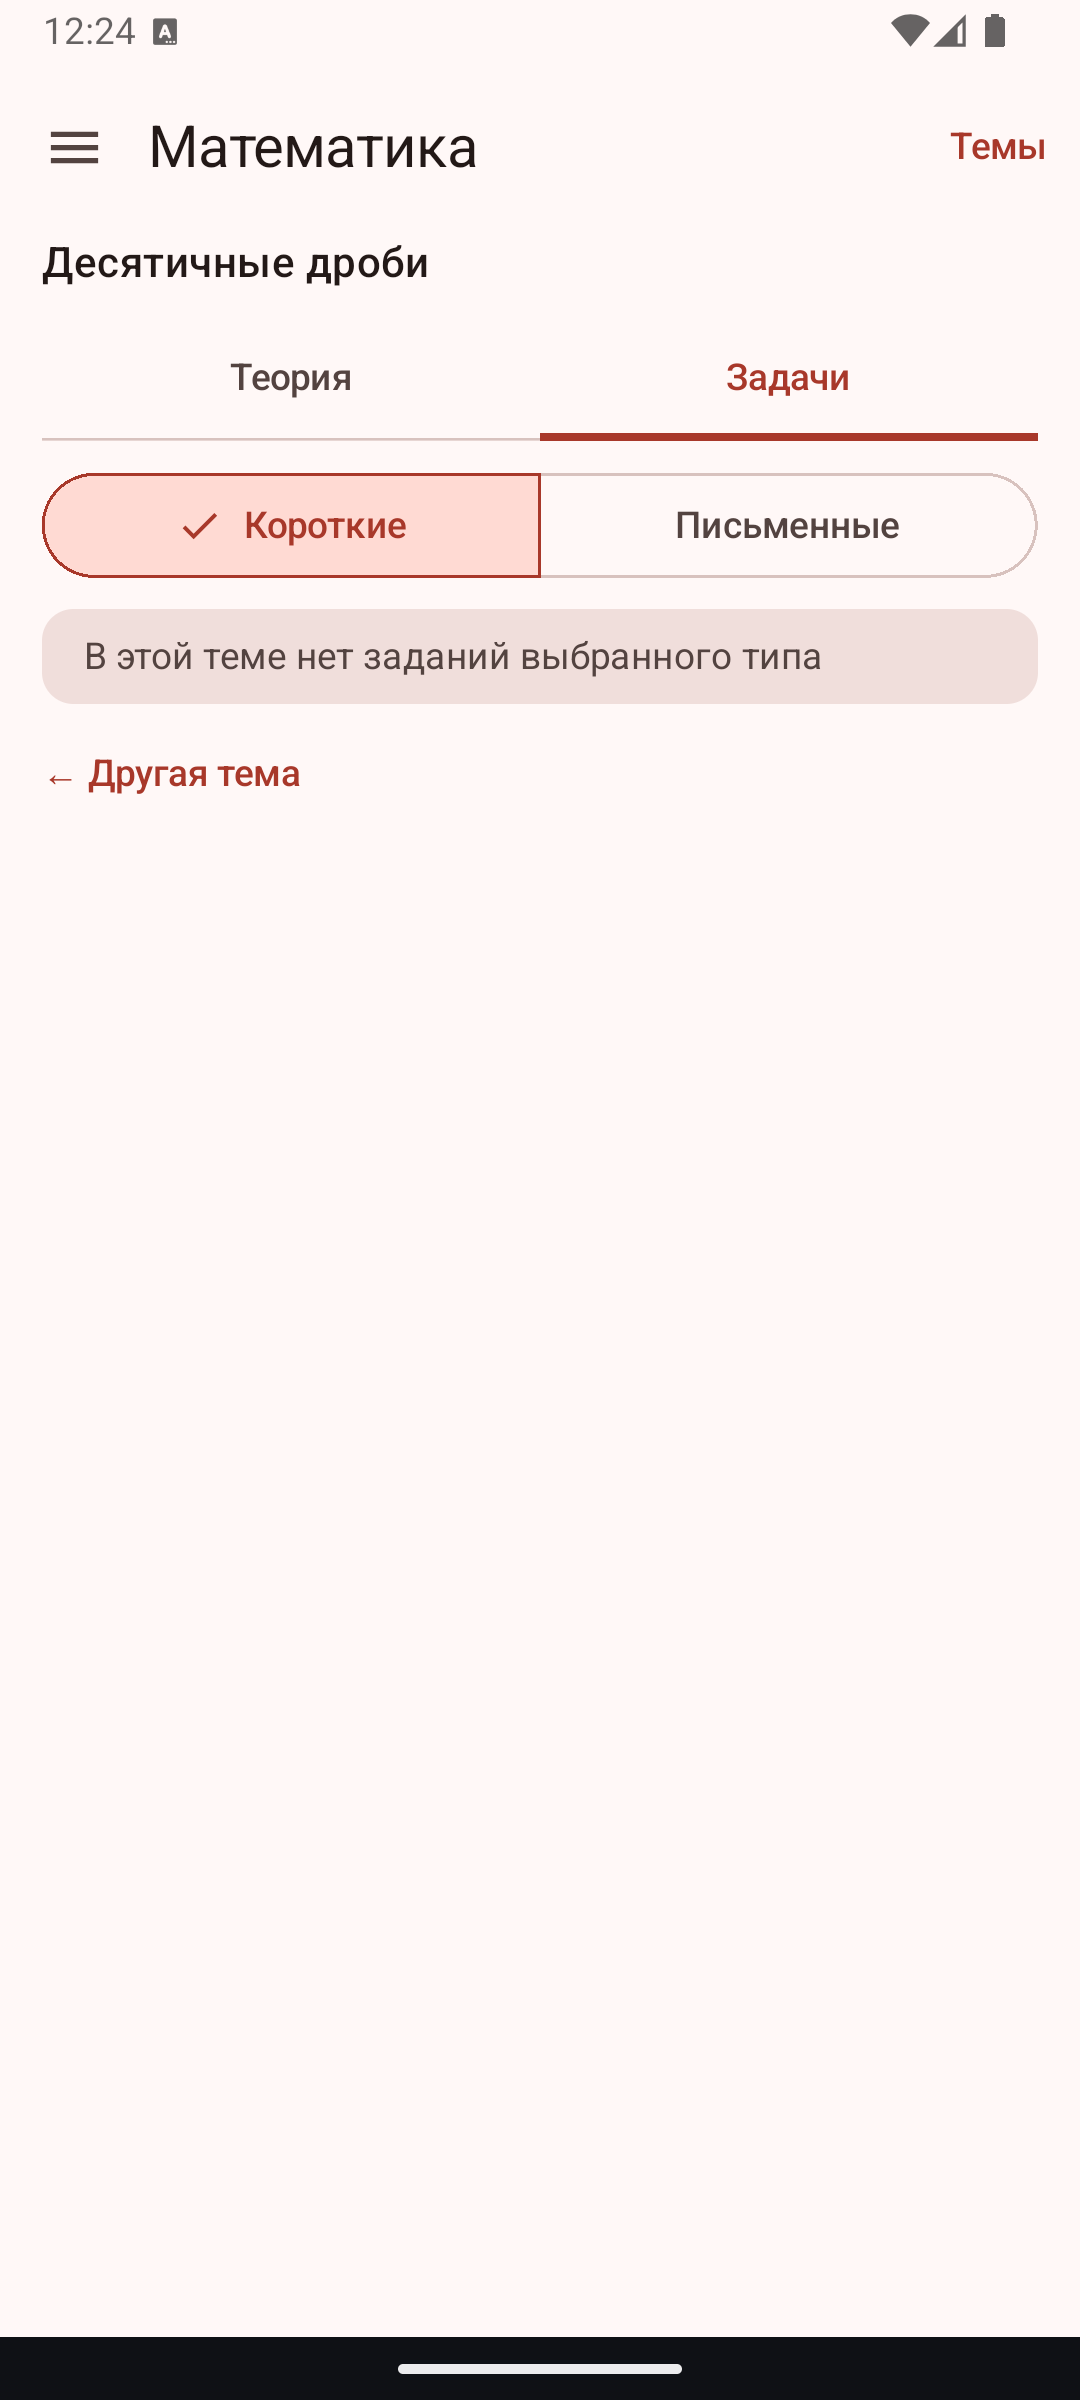 12:24
Математика
Темы
Десятичные дроби
Теория
Задачи
Короткие
Письменные
В этой теме нет заданий выбранного типа
← Другая тема